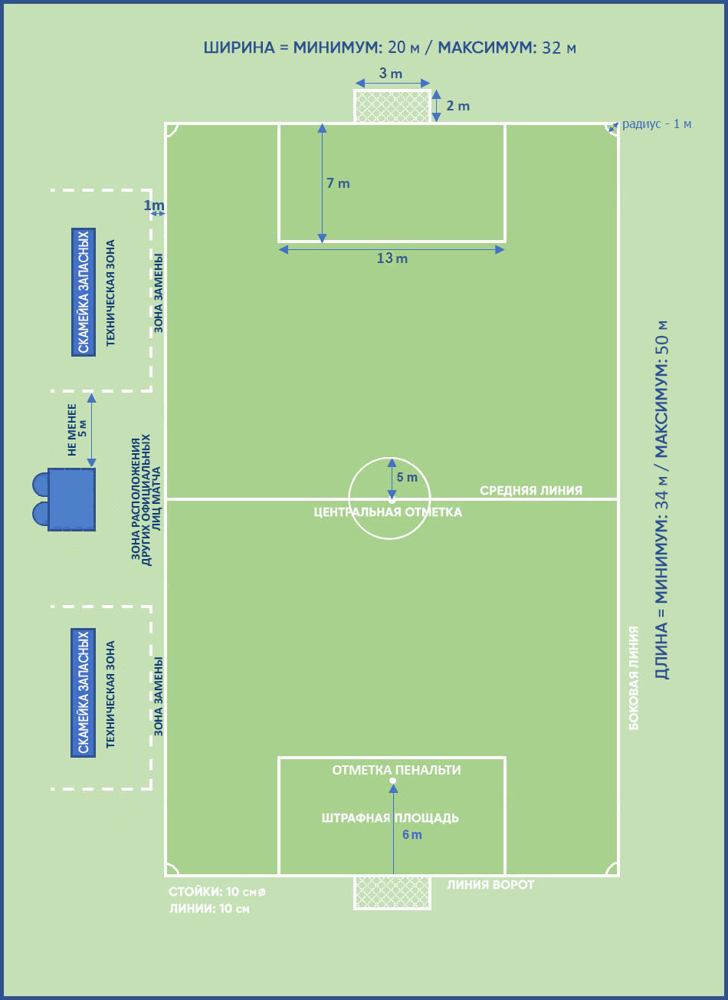 ШИРИНА = МИНИМУМ: 20 м / МАКСИМУМ: 32 м
3 m
2 m
радиус - 1 м
7 m
1m
13 m
СКАМЕЙКА ЗАПАСНЫХ
ТЕХНИЧЕСКАЯ ЗОНА
ЗОНА ЗАМЕНЫ
НЕ МЕНЕЕ
5 м
ЗОНА РАСПОЛОЖЕНИЯ
ДРУГИХ ОФИЦИАЛЬНЫХ
ЛИЦ МАТЧА
5 m
СРЕДНЯЯ ЛИНИЯ
ЦЕНТРАЛЬНАЯ ОТМЕТКА
ДЛИНА = МИНИМУМ: 34 м / МАКСИМУМ: 50 м
БОКОВАЯ ЛИНИЯ
СКАМЕЙКА ЗАПАСНЫХ
ТЕХНИЧЕСКАЯ ЗОНА
ЗОНА ЗАМЕНЫ
ОТМЕТКА ПЕНАЛЬТИ
ШТРАФНАЯ ПЛОЩАДЬ
6 m
ЛИНИЯ ВОРОТ
СТОЙКИ: 10 СМ Ø
ЛИНИИ: 10 СМ